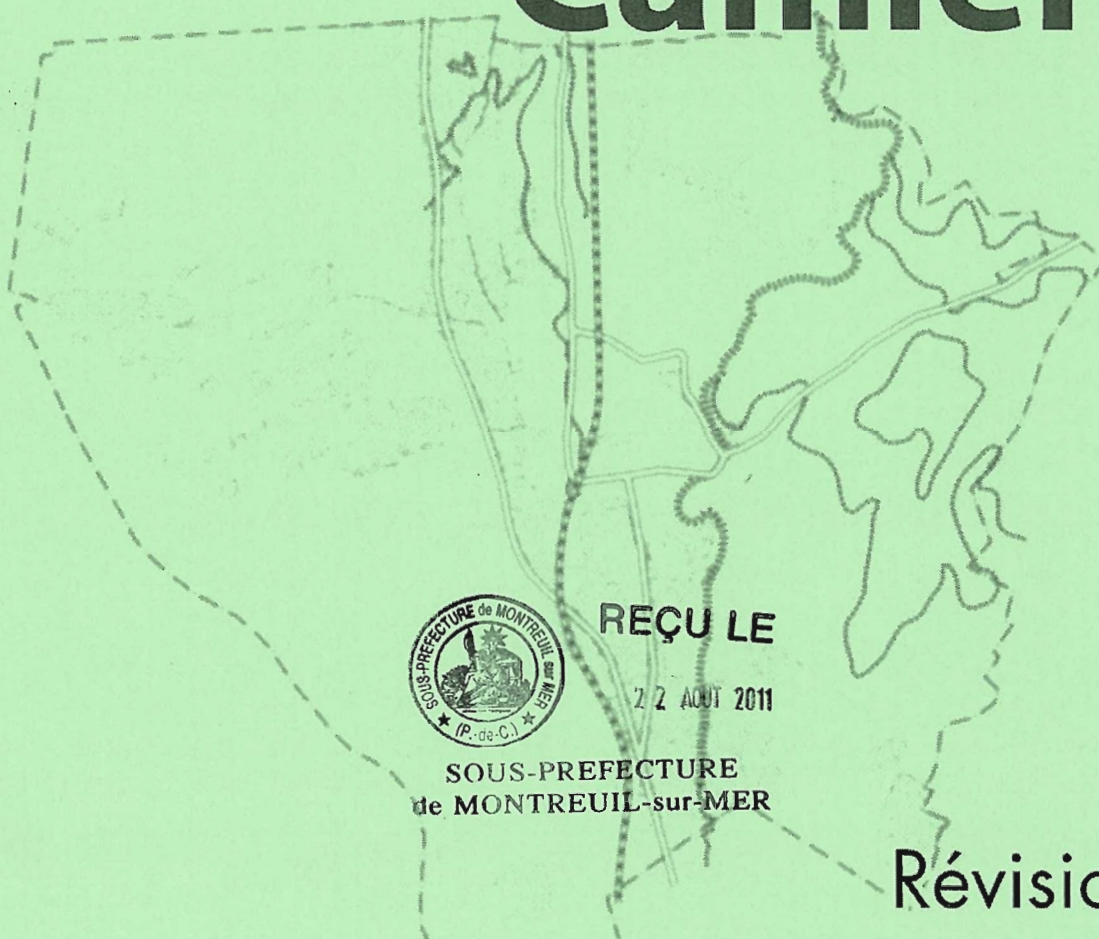 Camier
SOUS-PREFECTURE de MONTREUIL sur MER
★ (P.-de-C.) ★
REÇU LE
22 AOUT 2011
SOUS-PREFECTURE
de MONTREUIL-sur-MER
Révisio